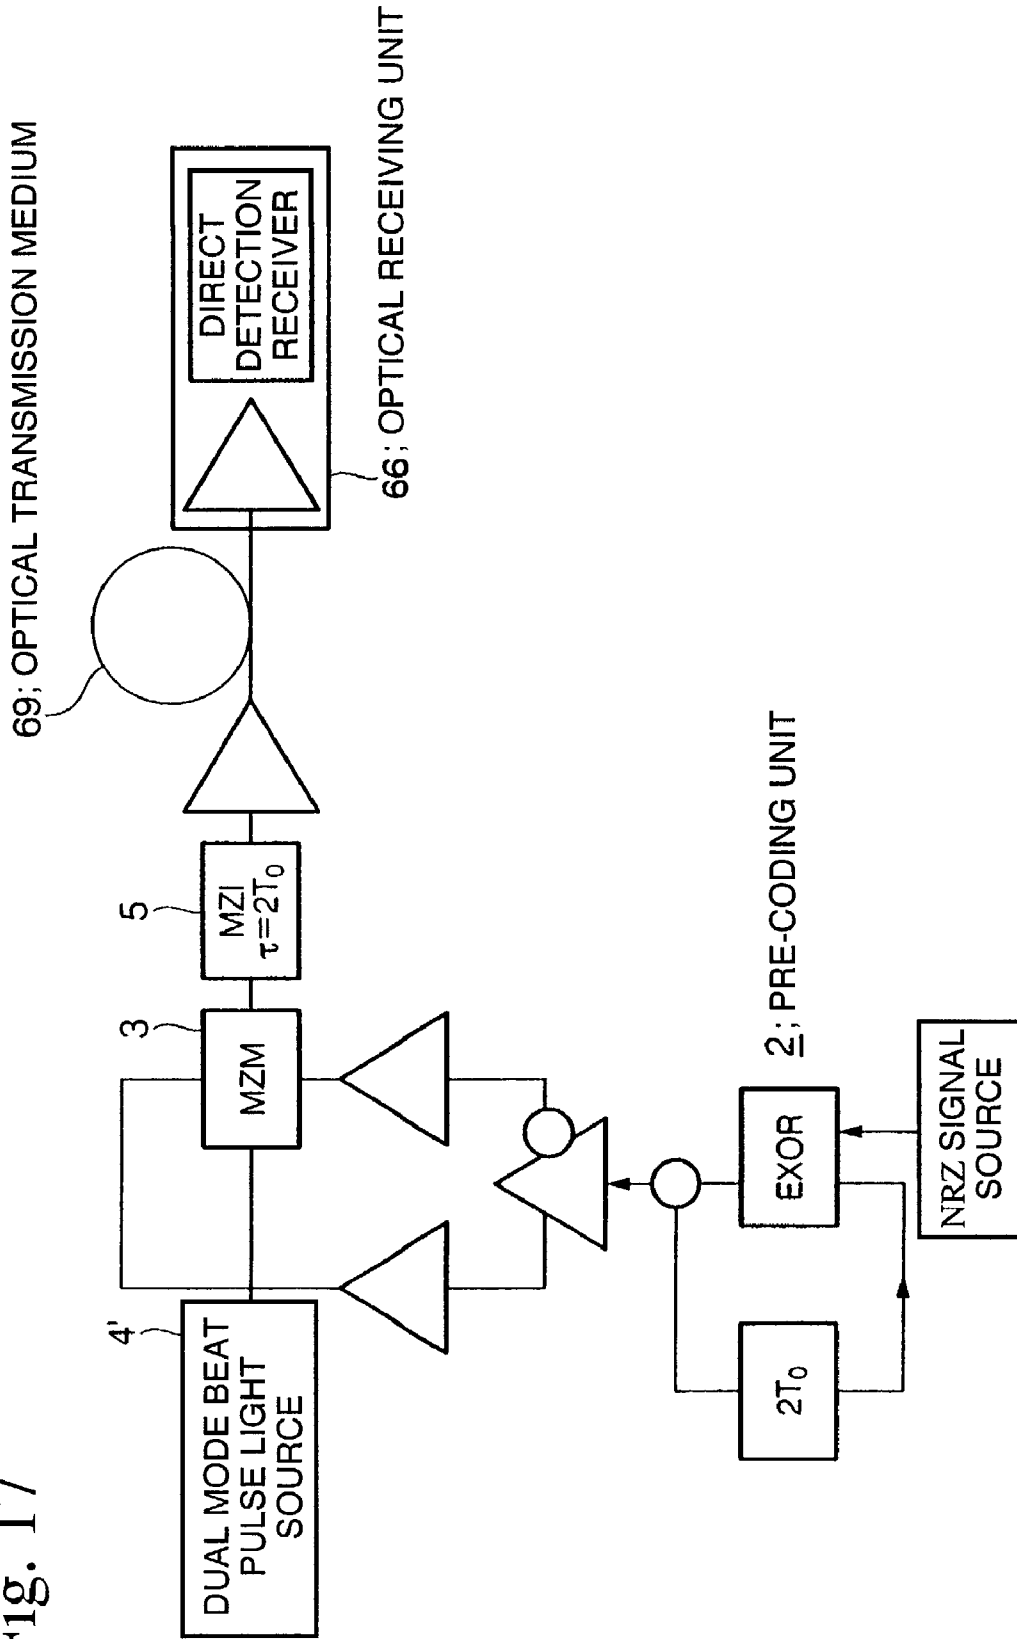 Fig. 17
69; OPTICAL TRANSMISSION MEDIUM
4'
DUAL MODE BEAT
PULSE LIGHT
SOURCE
3
MZM
5
MZI
τ=2T0
DIRECT
DETECTION
RECEIVER
66; OPTICAL RECEIVING UNIT
2; PRE-CODING UNIT
2T0
EXOR
NRZ SIGNAL
SOURCE